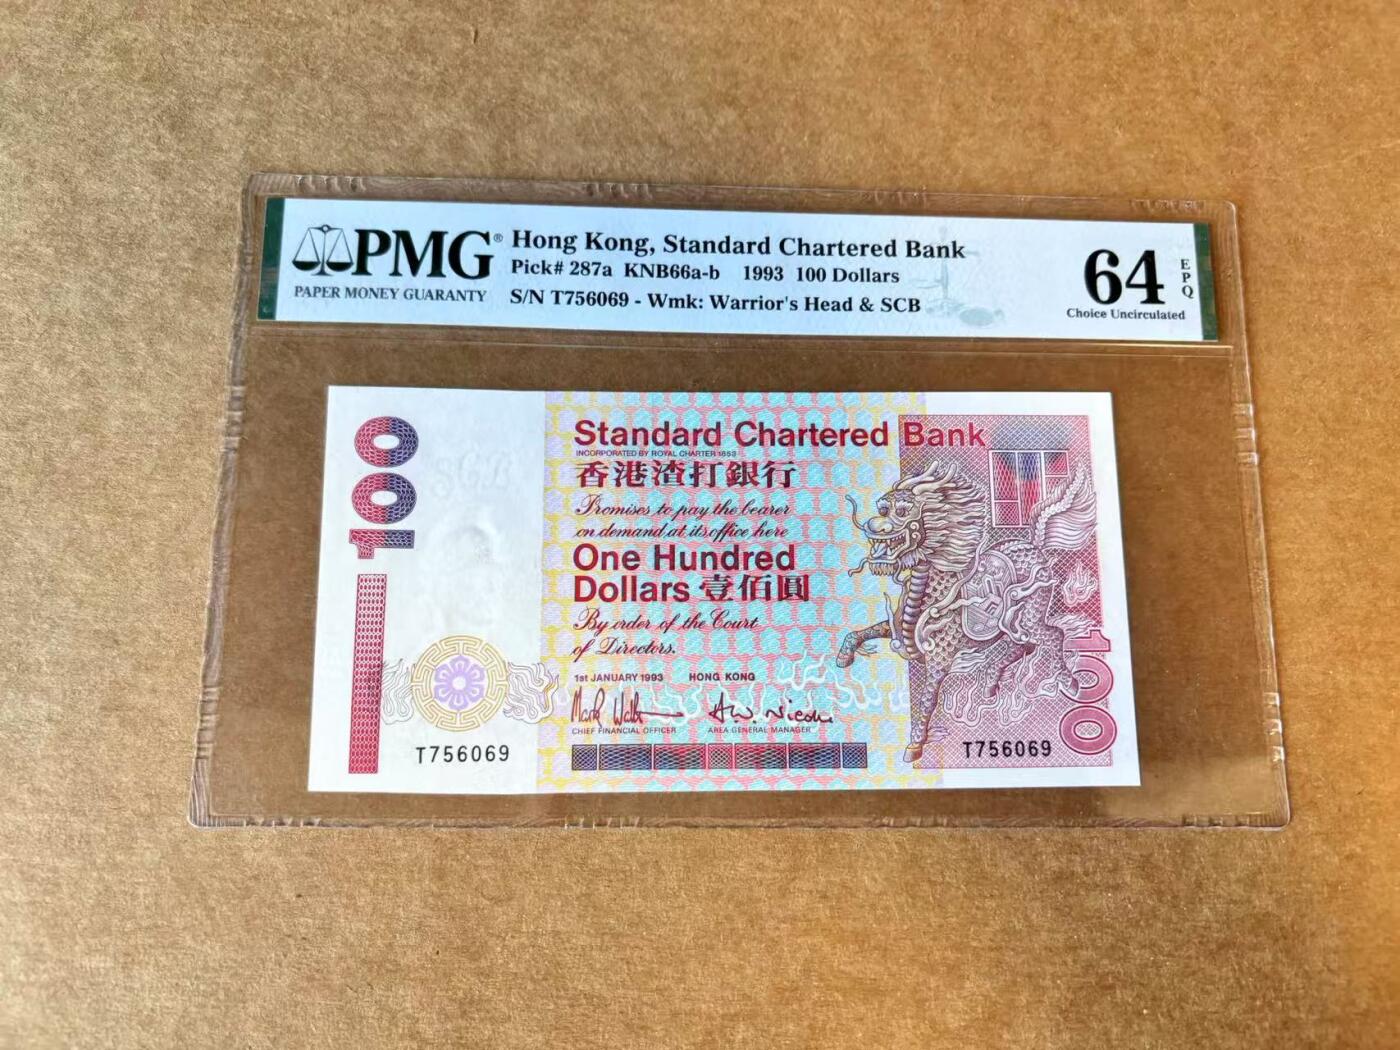 PMG®
PAPER MONEY GUARANTY
Hong Kong, Standard Chartered Bank
Pick# 287a KNB66a-b 1993 100 Dollars
S/N T756069 - Wmk: Warrior's Head & SCB
64
EPQ
Choice Uncirculated
100
Standard Chartered Bank
INCORPORATED BY ROYAL CHARTER 1853
香港渣打銀行
Promises to pay the bearer
on demand at its office here
One Hundred
Dollars 壹佰圓
By order of the Court
of Directors.
1st JANUARY 1993 HONG KONG
CHIEF FINANCIAL OFFICER AREA GENERAL MANAGER
T756069
T756069
100